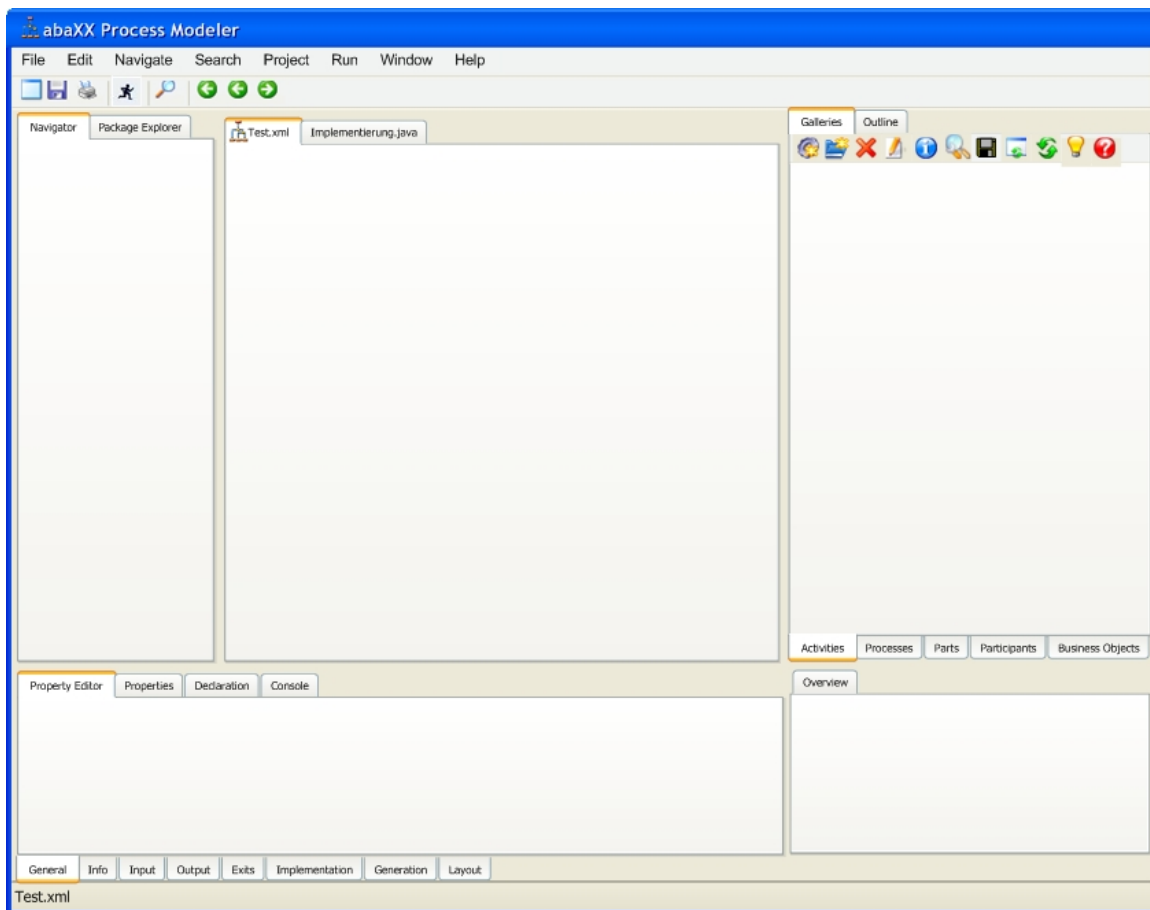 abaXX Process Modeler
File Edit Navigate Search Project Run Window Help
Navigator Package Explorer
Test.xml Implementierung.java
Galleries Outline
Activities Processes Parts Participants Business Objects
Property Editor Properties Declaration Console
Overview
General Info Input Output Exits Implementation Generation Layout
Test.xml